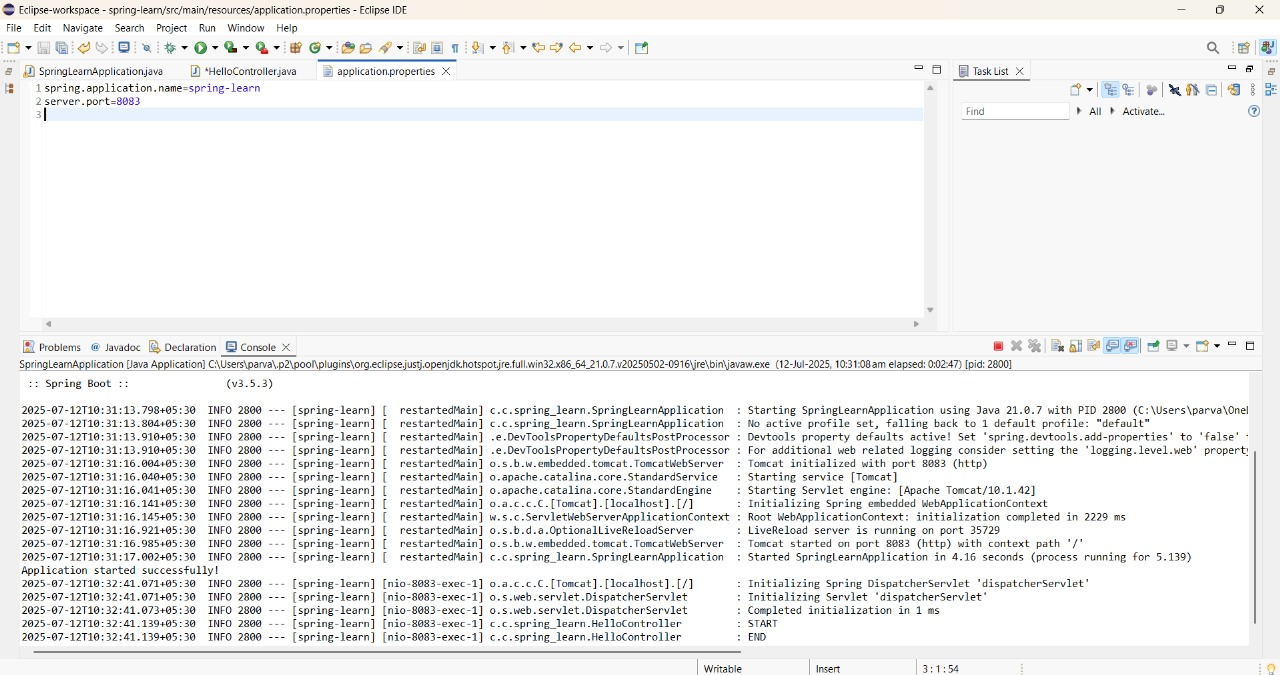 Eclipse-workspace - spring-learn/src/main/resources/application.properties - Eclipse IDE
File Edit Navigate Search Project Run Window Help
SpringLearnApplication.java *HelloController.java application.properties Task List
1 spring.application.name=spring-learn
2 server.port=8083
3
Find All Activate...
Problems @ Javadoc Declaration Console
SpringLearnApplication [Java Application] C:\Users\parva\.p2\pool\plugins\org.eclipse.justj.openjdk.hotspot.jre.full.win32.x86_64_21.0.7.v20250502-0916\jre\bin\javaw.exe (12-Jul-2025, 10:31:08 am elapsed: 0:02:47) [pid: 2800]
:: Spring Boot :: (v3.5.3)
2025-07-12T10:31:13.798+05:30 INFO 2800 --- [spring-learn] [ restartedMain] c.c.spring_learn.SpringLearnApplication : Starting SpringLearnApplication using Java 21.0.7 with PID 2800 (C:\Users\parva\One
2025-07-12T10:31:13.804+05:30 INFO 2800 --- [spring-learn] [ restartedMain] c.c.spring_learn.SpringLearnApplication : No active profile set, falling back to 1 default profile: "default"
2025-07-12T10:31:13.910+05:30 INFO 2800 --- [spring-learn] [ restartedMain] .e.DevToolsPropertyDefaultsPostProcessor : Devtools property defaults active! Set 'spring.devtools.add-properties' to 'false'
2025-07-12T10:31:13.910+05:30 INFO 2800 --- [spring-learn] [ restartedMain] .e.DevToolsPropertyDefaultsPostProcessor : For additional web related logging consider setting the 'logging.level.web' propert
2025-07-12T10:31:16.004+05:30 INFO 2800 --- [spring-learn] [ restartedMain] o.s.b.w.embedded.tomcat.TomcatWebServer : Tomcat initialized with port 8083 (http)
2025-07-12T10:31:16.040+05:30 INFO 2800 --- [spring-learn] [ restartedMain] o.apache.catalina.core.StandardService : Starting service [Tomcat]
2025-07-12T10:31:16.041+05:30 INFO 2800 --- [spring-learn] [ restartedMain] o.apache.catalina.core.StandardEngine : Starting Servlet engine: [Apache Tomcat/10.1.42]
2025-07-12T10:31:16.141+05:30 INFO 2800 --- [spring-learn] [ restartedMain] o.a.c.c.C.[Tomcat].[localhost].[/] : Initializing Spring embedded WebApplicationContext
2025-07-12T10:31:16.145+05:30 INFO 2800 --- [spring-learn] [ restartedMain] w.s.c.ServletWebServerApplicationContext : Root WebApplicationContext: initialization completed in 2229 ms
2025-07-12T10:31:16.921+05:30 INFO 2800 --- [spring-learn] [ restartedMain] o.s.b.d.a.OptionalLiveReloadServer : LiveReload server is running on port 35729
2025-07-12T10:31:16.985+05:30 INFO 2800 --- [spring-learn] [ restartedMain] o.s.b.w.embedded.tomcat.TomcatWebServer : Tomcat started on port 8083 (http) with context path '/'
2025-07-12T10:31:17.002+05:30 INFO 2800 --- [spring-learn] [ restartedMain] c.c.spring_learn.SpringLearnApplication : Started SpringLearnApplication in 4.16 seconds (process running for 5.139)
Application started successfully!
2025-07-12T10:32:41.071+05:30 INFO 2800 --- [spring-learn] [nio-8083-exec-1] o.a.c.c.C.[Tomcat].[localhost].[/] : Initializing Spring DispatcherServlet 'dispatcherServlet'
2025-07-12T10:32:41.071+05:30 INFO 2800 --- [spring-learn] [nio-8083-exec-1] o.s.web.servlet.DispatcherServlet : Initializing Servlet 'dispatcherServlet'
2025-07-12T10:32:41.073+05:30 INFO 2800 --- [spring-learn] [nio-8083-exec-1] o.s.web.servlet.DispatcherServlet : Completed initialization in 1 ms
2025-07-12T10:32:41.139+05:30 INFO 2800 --- [spring-learn] [nio-8083-exec-1] c.c.spring_learn.HelloController : START
2025-07-12T10:32:41.139+05:30 INFO 2800 --- [spring-learn] [nio-8083-exec-1] c.c.spring_learn.HelloController : END
Writable Insert 3:1:54